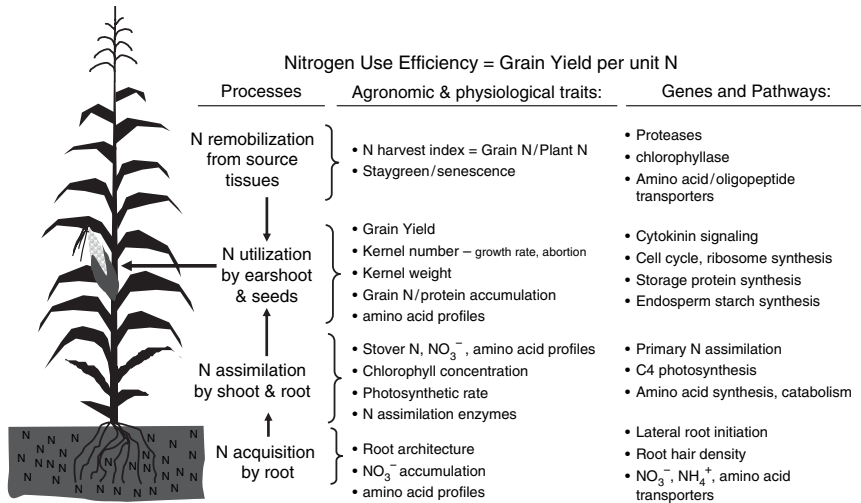 Nitrogen Use Efficiency = Grain Yield per unit N
Processes
Agronomic & physiological traits:
Genes and Pathways:
N remobilization
from source
tissues
• N harvest index = Grain N/Plant N
• Staygreen/senescence
• Proteases
• chlorophyllase
• Amino acid/oligopeptide
transporters
N utilization
by earshoot
& seeds
• Grain Yield
• Kernel number – growth rate, abortion
• Kernel weight
• Grain N/protein accumulation
• amino acid profiles
• Cytokinin signaling
• Cell cycle, ribosome synthesis
• Storage protein synthesis
• Endosperm starch synthesis
N assimilation
by shoot & root
• Stover N, NO₃⁻, amino acid profiles
• Chlorophyll concentration
• Photosynthetic rate
• N assimilation enzymes
• Primary N assimilation
• C4 photosynthesis
• Amino acid synthesis, catabolism
N acquisition
by root
• Root architecture
• NO₃⁻ accumulation
• amino acid profiles
• Lateral root initiation
• Root hair density
• NO₃⁻, NH₄⁺, amino acid
transporters
N N N N N N N N N N N N N N N N N N N N N N N N